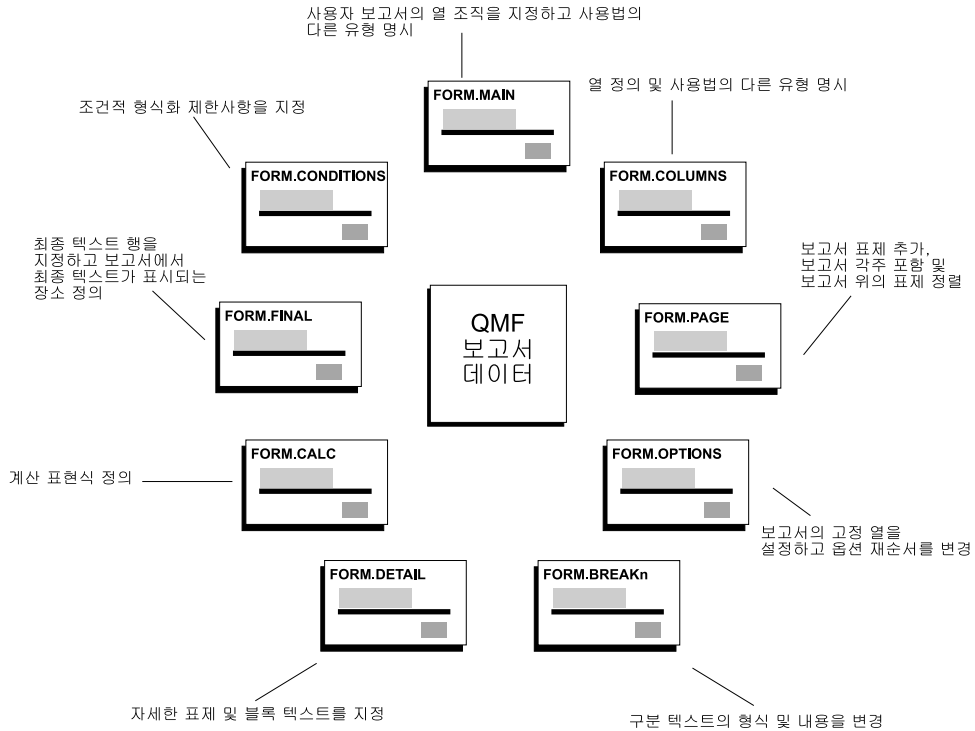 사용자 보고서의 열 조직을 지정하고 사용법의
다른 유형 명시
FORM.MAIN
열 정의 및 사용법의 다른 유형 명시
조건적 형식화 제한사항을 지정
FORM.CONDITIONS
FORM.COLUMNS
최종 텍스트 행을
지정하고 보고서에서
최종 텍스트가 표시되는
장소 정의
보고서 표제 추가,
보고서 각주 포함 및
보고서 위의 표제 정렬
FORM.FINAL
QMF
보고서
데이터
FORM.PAGE
계산 표현식 정의
FORM.CALC
FORM.OPTIONS
보고서의 고정 열을
설정하고 옵션 재순서를 변경
FORM.DETAIL
FORM.BREAKn
자세한 표제 및 블록 텍스트를 지정
구분 텍스트의 형식 및 내용을 변경